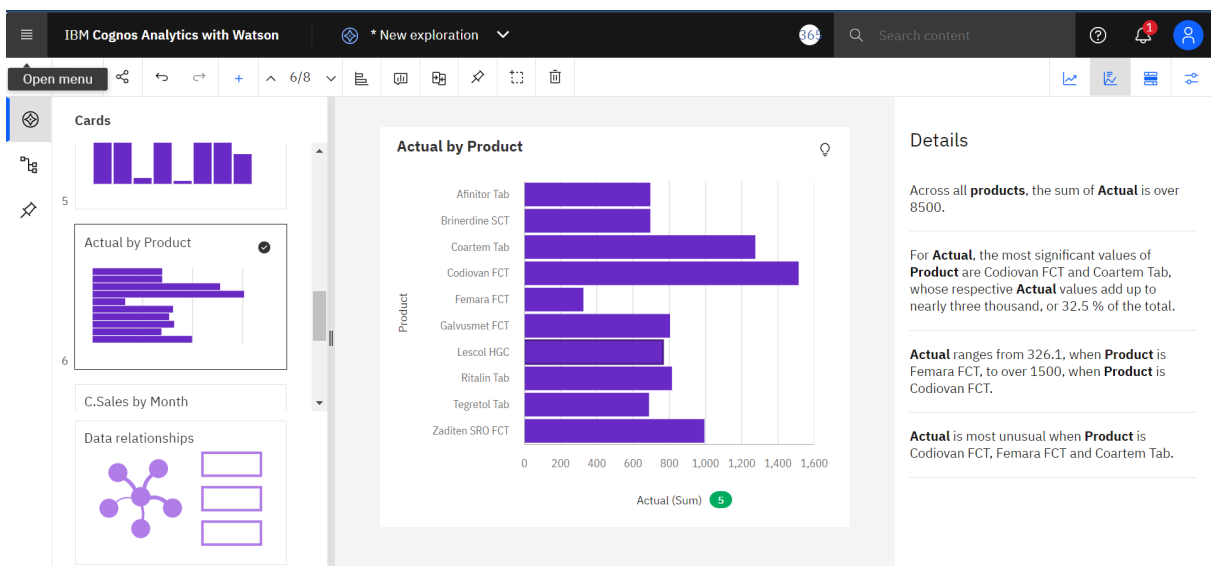 IBM Cognos Analytics with Watson
* New exploration
365
Search content
1
Open menu
6/8
Cards
5
Actual by Product
6
C.Sales by Month
Data relationships
Actual by Product
Product
Afinitor Tab
Brinerdine SCT
Coartem Tab
Codiovan FCT
Femara FCT
Galvusmet FCT
Lescol HGC
Ritalin Tab
Tegretol Tab
Zaditen SRO FCT
0 200 400 600 800 1,000 1,200 1,400 1,600
Actual (Sum) 5
Details
Across all products, the sum of Actual is over
8500.
For Actual, the most significant values of
Product are Codiovan FCT and Coartem Tab,
whose respective Actual values add up to
nearly three thousand, or 32.5 % of the total.
Actual ranges from 326.1, when Product is
Femara FCT, to over 1500, when Product is
Codiovan FCT.
Actual is most unusual when Product is
Codiovan FCT, Femara FCT and Coartem Tab.